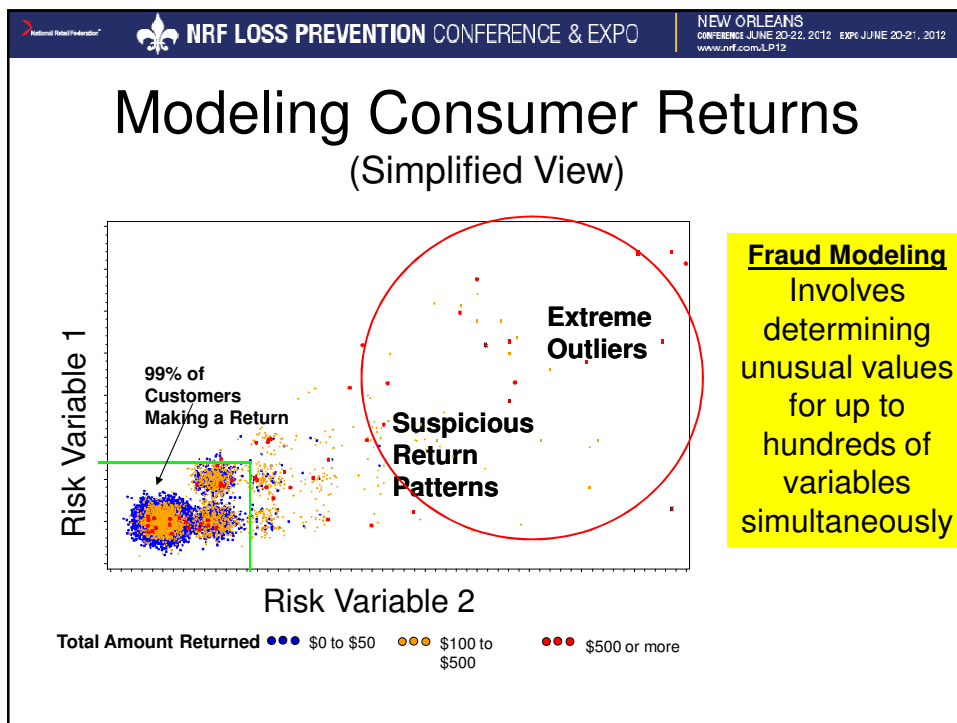 National Retail Federation
NRF LOSS PREVENTION CONFERENCE & EXPO
NEW ORLEANS
CONFERENCE JUNE 20-22, 2012 EXPO JUNE 20-21, 2012
www.nrf.com/LP12
Modeling Consumer Returns
(Simplified View)
Risk Variable 1
99% of
Customers
Making a Return
Extreme
Outliers
Suspicious
Return
Patterns
Risk Variable 2
Total Amount Returned $0 to $50 $100 to $500 $500 or more
Fraud Modeling
Involves
determining
unusual values
for up to
hundreds of
variables
simultaneously